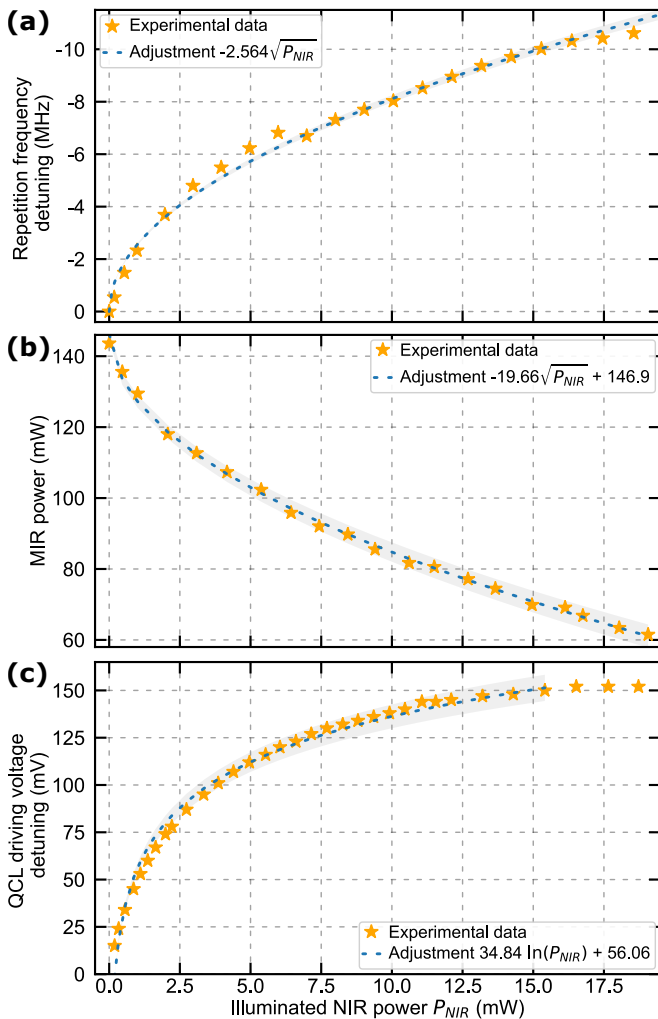 (a)
Experimental data
Adjustment -2.564√P_NIR
-10
-8
-6
-4
-2
0
Repetition frequency
detuning (MHz)
(b)
Experimental data
Adjustment -19.66√P_NIR + 146.9
140
120
100
80
60
MIR power (mW)
(c)
150
125
100
75
50
25
0
QCL driving voltage
detuning (mV)
Experimental data
Adjustment 34.84 ln(P_NIR) + 56.06
0.0 2.5 5.0 7.5 10.0 12.5 15.0 17.5
Illuminated NIR power P_NIR (mW)